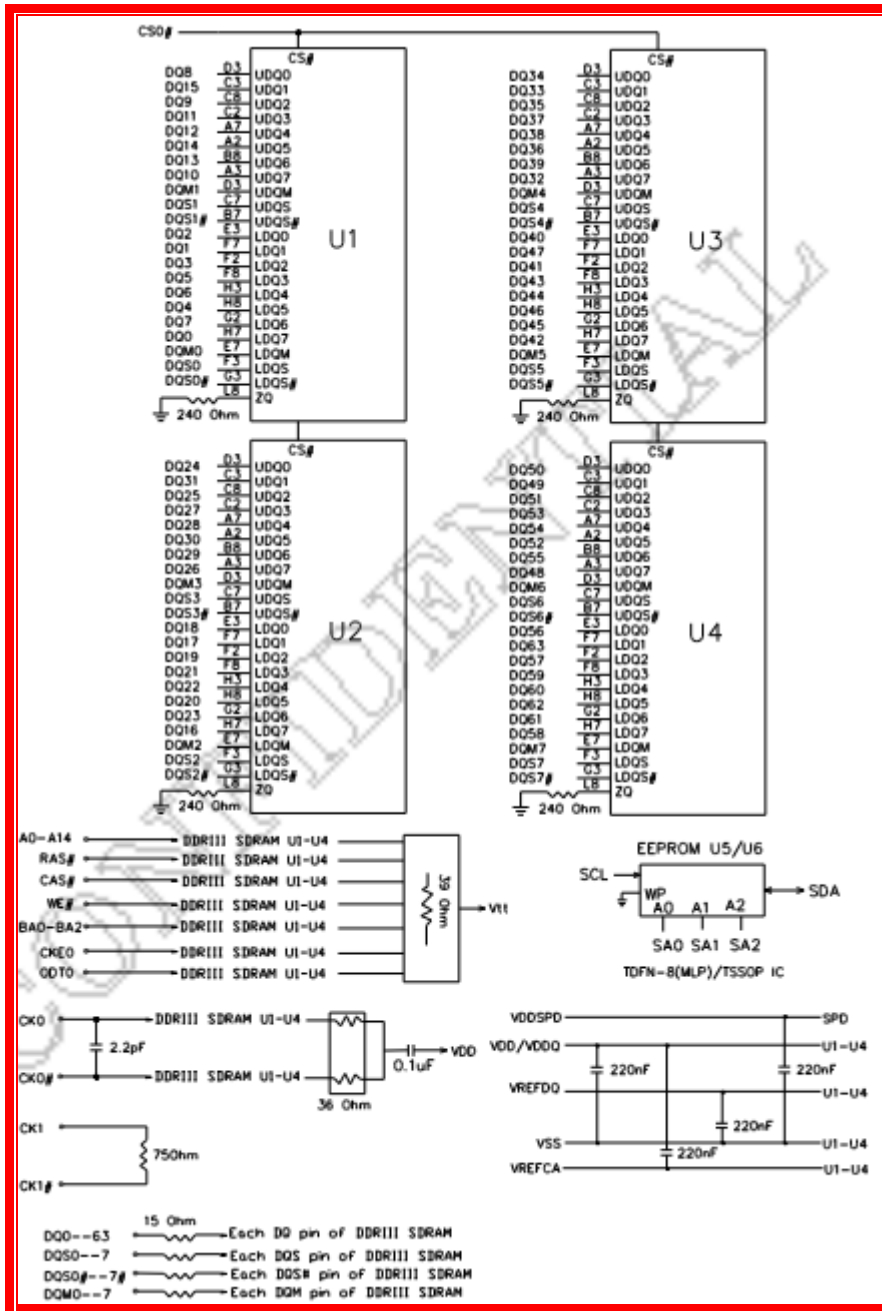 CS0#
CS#
DQ8 D3 UDQ0
DQ15 C3 UDQ1
DQ9 C8 UDQ2
DQ11 C2 UDQ3
DQ12 A7 UDQ4
DQ14 A2 UDQ5
DQ13 B8 UDQ6
DQ10 A3 UDQ7
DQM1 D3 UDQM
DQS1 C7 UDQS
DQS1# B7 UDQS#
DQ2 E3 LDQ0
DQ1 F7 LDQ1
DQ3 F2 LDQ2
DQ5 F8 LDQ3
DQ6 H3 LDQ4
DQ4 H8 LDQ5
DQ7 G2 LDQ6
DQ0 H7 LDQ7
DQM0 E7 LDQM
DQS0 F3 LDQS
DQS0# G3 LDQS#
L8 ZQ
240 Ohm
U1
CS#
DQ34 D3 UDQ0
DQ33 C3 UDQ1
DQ35 C8 UDQ2
DQ37 C2 UDQ3
DQ38 A7 UDQ4
DQ36 A2 UDQ5
DQ39 B8 UDQ6
DQ32 A3 UDQ7
DQM4 D3 UDQM
DQS4 C7 UDQS
DQS4# B7 UDQS#
DQ40 E3 LDQ0
DQ47 F7 LDQ1
DQ41 F2 LDQ2
DQ43 F8 LDQ3
DQ44 H3 LDQ4
DQ46 H8 LDQ5
DQ45 G2 LDQ6
DQ42 H7 LDQ7
DQM5 E7 LDQM
DQS5 F3 LDQS
DQS5# G3 LDQS#
L8 ZQ
240 Ohm
U3
CS#
DQ24 D3 UDQ0
DQ31 C3 UDQ1
DQ25 C8 UDQ2
DQ27 C2 UDQ3
DQ28 A7 UDQ4
DQ30 A2 UDQ5
DQ29 B8 UDQ6
DQ26 A3 UDQ7
DQM3 D3 UDQM
DQS3 C7 UDQS
DQS3# B7 UDQS#
DQ18 E3 LDQ0
DQ17 F7 LDQ1
DQ19 F2 LDQ2
DQ21 F8 LDQ3
DQ22 H3 LDQ4
DQ20 H8 LDQ5
DQ23 G2 LDQ6
DQ16 H7 LDQ7
DQM2 E7 LDQM
DQS2 F3 LDQS
DQS2# G3 LDQS#
L8 ZQ
240 Ohm
U2
CS#
DQ50 D3 UDQ0
DQ49 C3 UDQ1
DQ51 C8 UDQ2
DQ53 C2 UDQ3
DQ54 A7 UDQ4
DQ52 A2 UDQ5
DQ55 B8 UDQ6
DQ48 A3 UDQ7
DQM6 D3 UDQM
DQS6 C7 UDQS
DQS6# B7 UDQS#
DQ56 E3 LDQ0
DQ63 F7 LDQ1
DQ57 F2 LDQ2
DQ59 F8 LDQ3
DQ60 H3 LDQ4
DQ62 H8 LDQ5
DQ61 G2 LDQ6
DQ58 H7 LDQ7
DQM7 E7 LDQM
DQS7 F3 LDQS
DQS7# G3 LDQS#
L8 ZQ
240 Ohm
U4
A0-A14 DDRIII SDRAM U1-U4
RAS# DDRIII SDRAM U1-U4
CAS# DDRIII SDRAM U1-U4
WE# DDRIII SDRAM U1-U4
BA0-BA2 DDRIII SDRAM U1-U4
CKE0 DDRIII SDRAM U1-U4
ODT0 DDRIII SDRAM U1-U4
39 Ohm
Vtt
EEPROM U5/U6
SCL
WP
SDA
A0 A1 A2
SA0 SA1 SA2
TDFN-8(MLP)/TSSOP IC
CK0 DDRIII SDRAM U1-U4
2.2pF
0.1uF VDD
CK0# DDRIII SDRAM U1-U4
36 Ohm
CK1
75Ohm
CK1#
VDDSPD SPD
VDD/VDDQ U1-U4
220nF 220nF
VREFDQ U1-U4
220nF
VSS U1-U4
220nF
VREFCA U1-U4
15 Ohm
DQ0--63 Each DQ pin of DDRIII SDRAM
DQS0--7 Each DQS pin of DDRIII SDRAM
DQS0#--7# Each DQS# pin of DDRIII SDRAM
DQM0--7 Each DQM pin of DDRIII SDRAM
CONFIDENTIAL